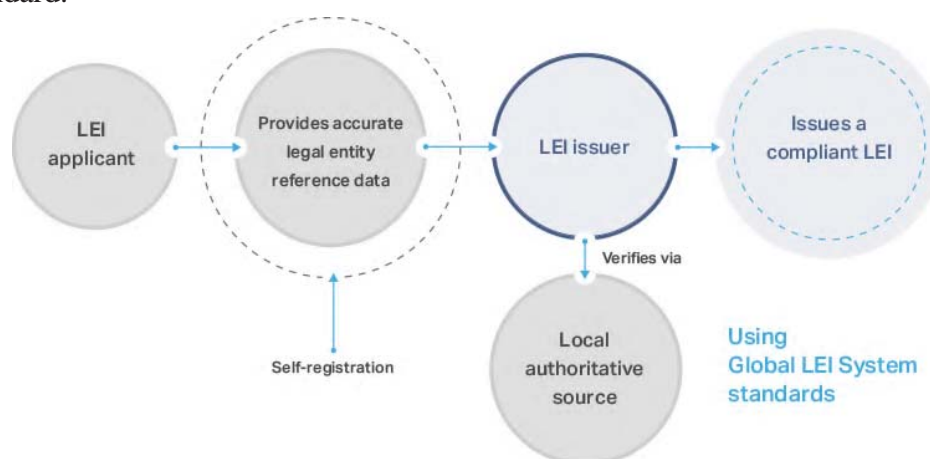 LEI
applicant
Provides accurate
legal entity
reference data
LEI issuer
Issues a
compliant LEI
Verifies via
Self-registration
Local
authoritative
source
Using
Global LEI System
standards